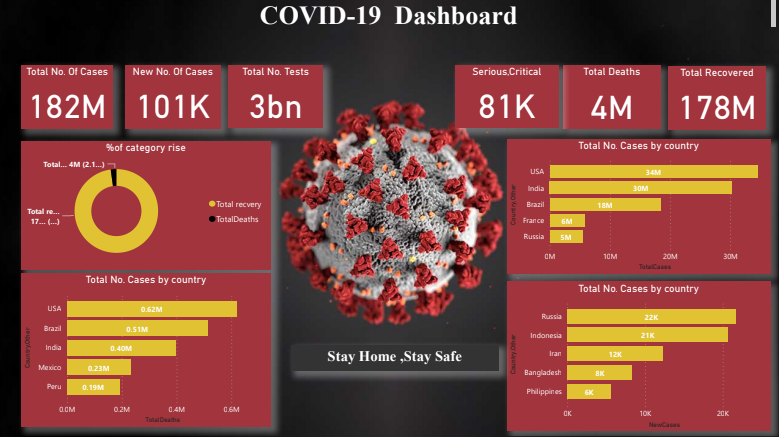 COVID-19 Dashboard
Total No. Of Cases
182M
New No. Of Cases
101K
Total No. Tests
3bn
Serious,Critical
81K
Total Deaths
4M
Total Recovered
178M
%of category rise
Total... 4M (2.1...)
Total re...
17... (...)
Total recvery
TotalDeaths
Total No. Cases by country
Country,Other
USA 34M
India 30M
Brazil 18M
France 6M
Russia 5M
0M 10M 20M 30M
TotalCases
Total No. Cases by country
Country,Other
USA 0.62M
Brazil 0.51M
India 0.40M
Mexico 0.23M
Peru 0.19M
0.0M 0.2M 0.4M 0.6M
TotalDeaths
Stay Home ,Stay Safe
Total No. Cases by country
Country,Other
Russia 22K
Indonesia 21K
Iran 12K
Bangladesh 8K
Philippines 6K
0K 10K 20K
NewCases